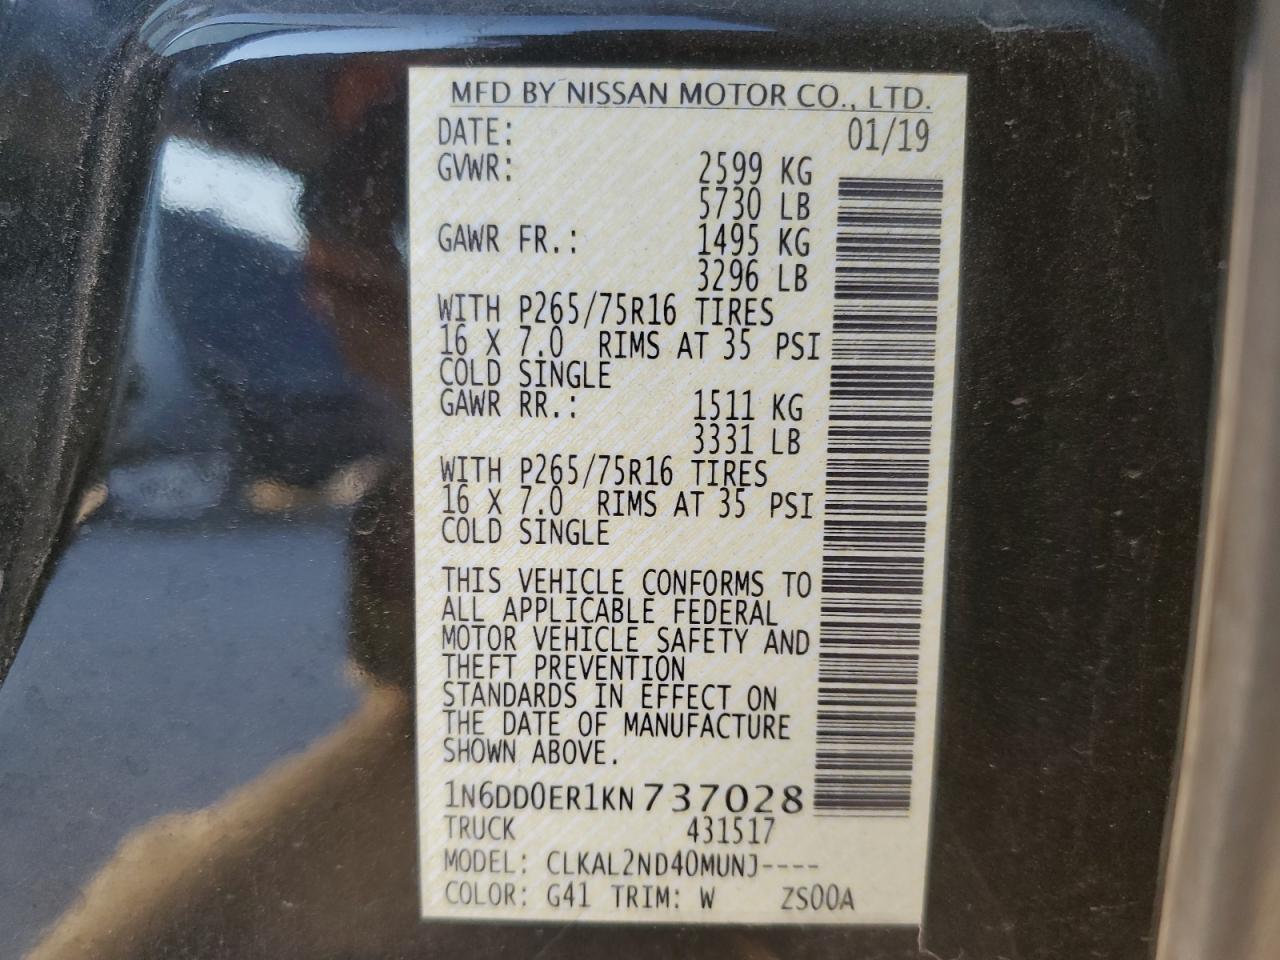 MFD BY NISSAN MOTOR CO., LTD.
DATE: 01/19
GVWR: 2599 KG
5730 LB
GAWR FR.: 1495 KG
3296 LB
WITH P265/75R16 TIRES
16 X 7.0 RIMS AT 35 PSI
COLD SINGLE
GAWR RR.: 1511 KG
3331 LB
WITH P265/75R16 TIRES
16 X 7.0 RIMS AT 35 PSI
COLD SINGLE
THIS VEHICLE CONFORMS TO
ALL APPLICABLE FEDERAL
MOTOR VEHICLE SAFETY AND
THEFT PREVENTION
STANDARDS IN EFFECT ON
THE DATE OF MANUFACTURE
SHOWN ABOVE.
1N6DD0ER1KN737028
TRUCK 431517
MODEL: CLKAL2ND40MUNJ----
COLOR: G41 TRIM: W ZS00A